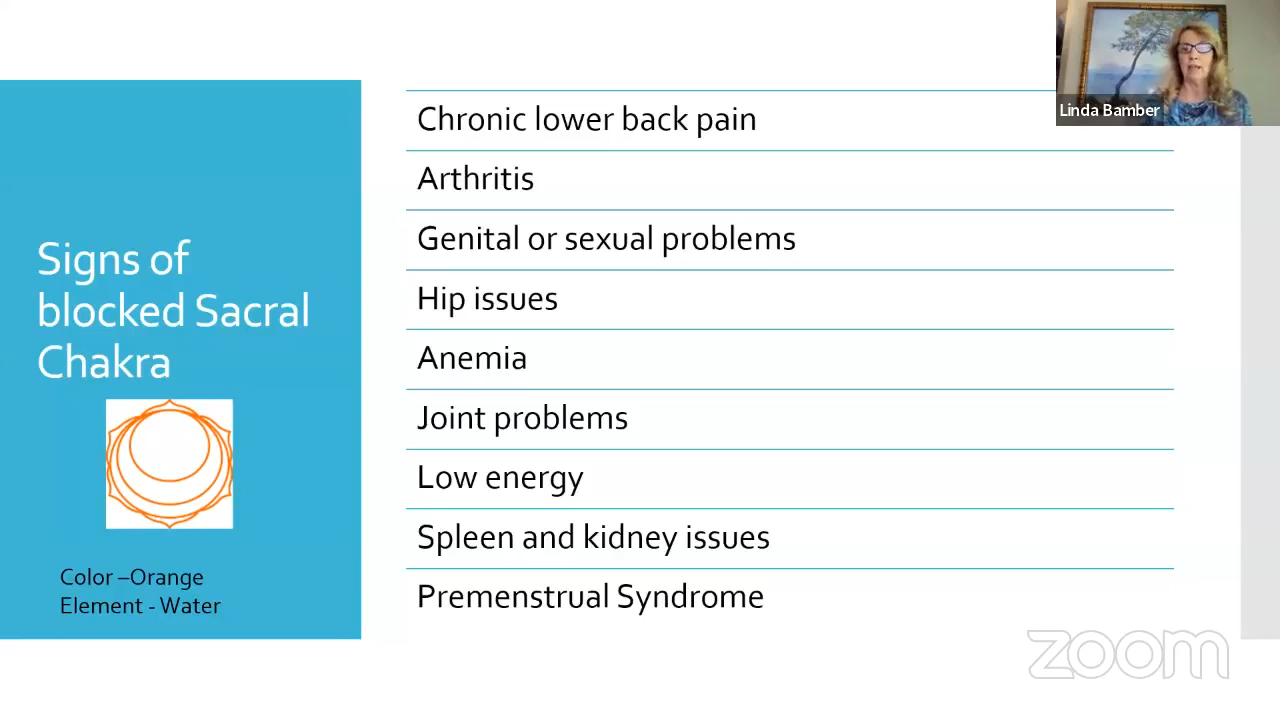 Linda Bamber
Signs of
blocked Sacral
Chakra
Color –Orange
Element - Water
Chronic lower back pain
Arthritis
Genital or sexual problems
Hip issues
Anemia
Joint problems
Low energy
Spleen and kidney issues
Premenstrual Syndrome
zoom